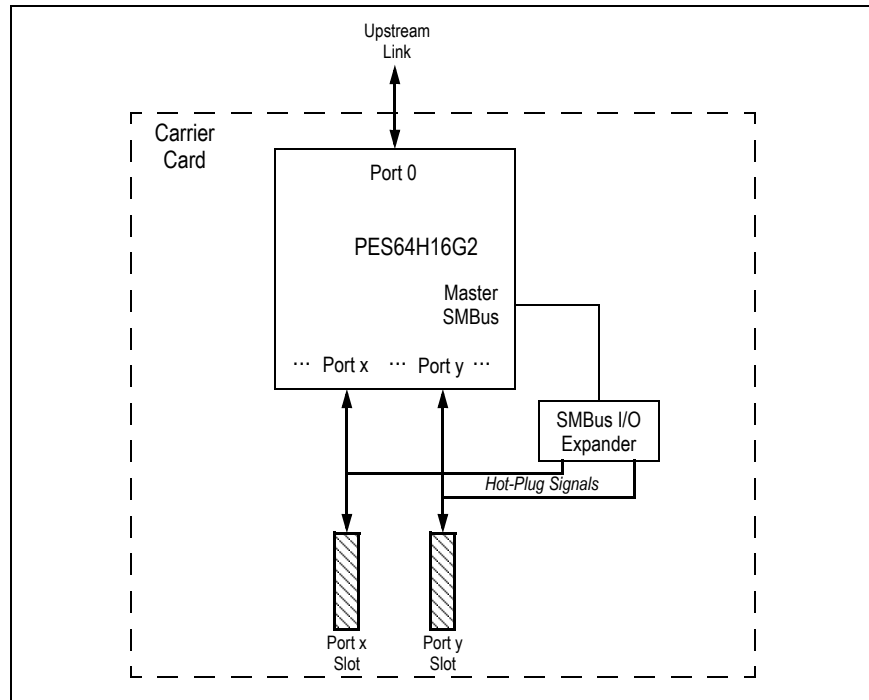 Upstream
Link
Carrier
Card
Port 0
PES64H16G2
Master
SMBus
... Port x ... Port y ...
SMBus I/O
Expander
Hot-Plug Signals
Port x
Slot
Port y
Slot